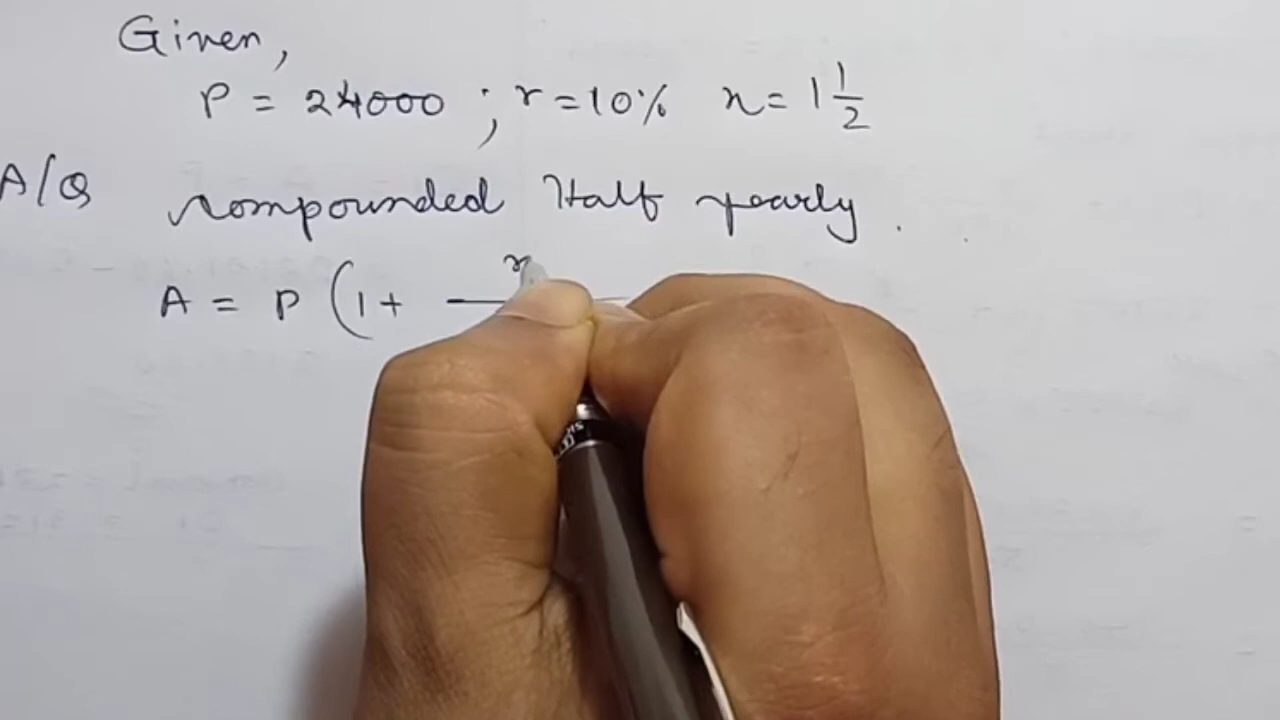 Given,
P = 24000 ; r = 10% n = 1 1/2
A/Q compounded Half yearly .
A = P (1 + r